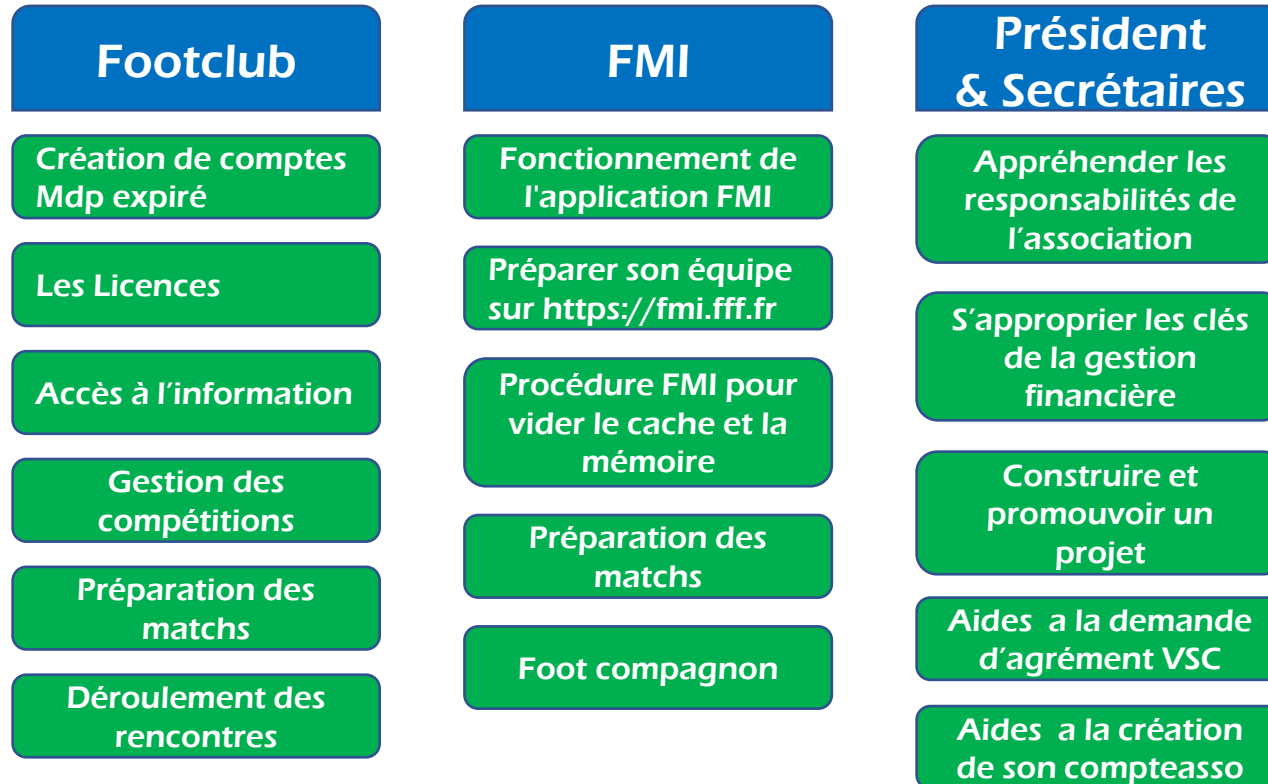 Footclub
Création de comptes
Mdp expiré
Les Licences
Accès à l’information
Gestion des
compétitions
Préparation des
matchs
Déroulement des
rencontres
FMI
Fonctionnement de
l'application FMI
Préparer son équipe
sur https://fmi.fff.fr
Procédure FMI pour
vider le cache et la
mémoire
Préparation des
matchs
Foot compagnon
Président
& Secrétaires
Appréhender les
responsabilités de
l’association
S’approprier les clés
de la gestion
financière
Construire et
promouvoir un
projet
Aides  a la demande
d’agrément VSC
Aides  a la création
de son compteasso